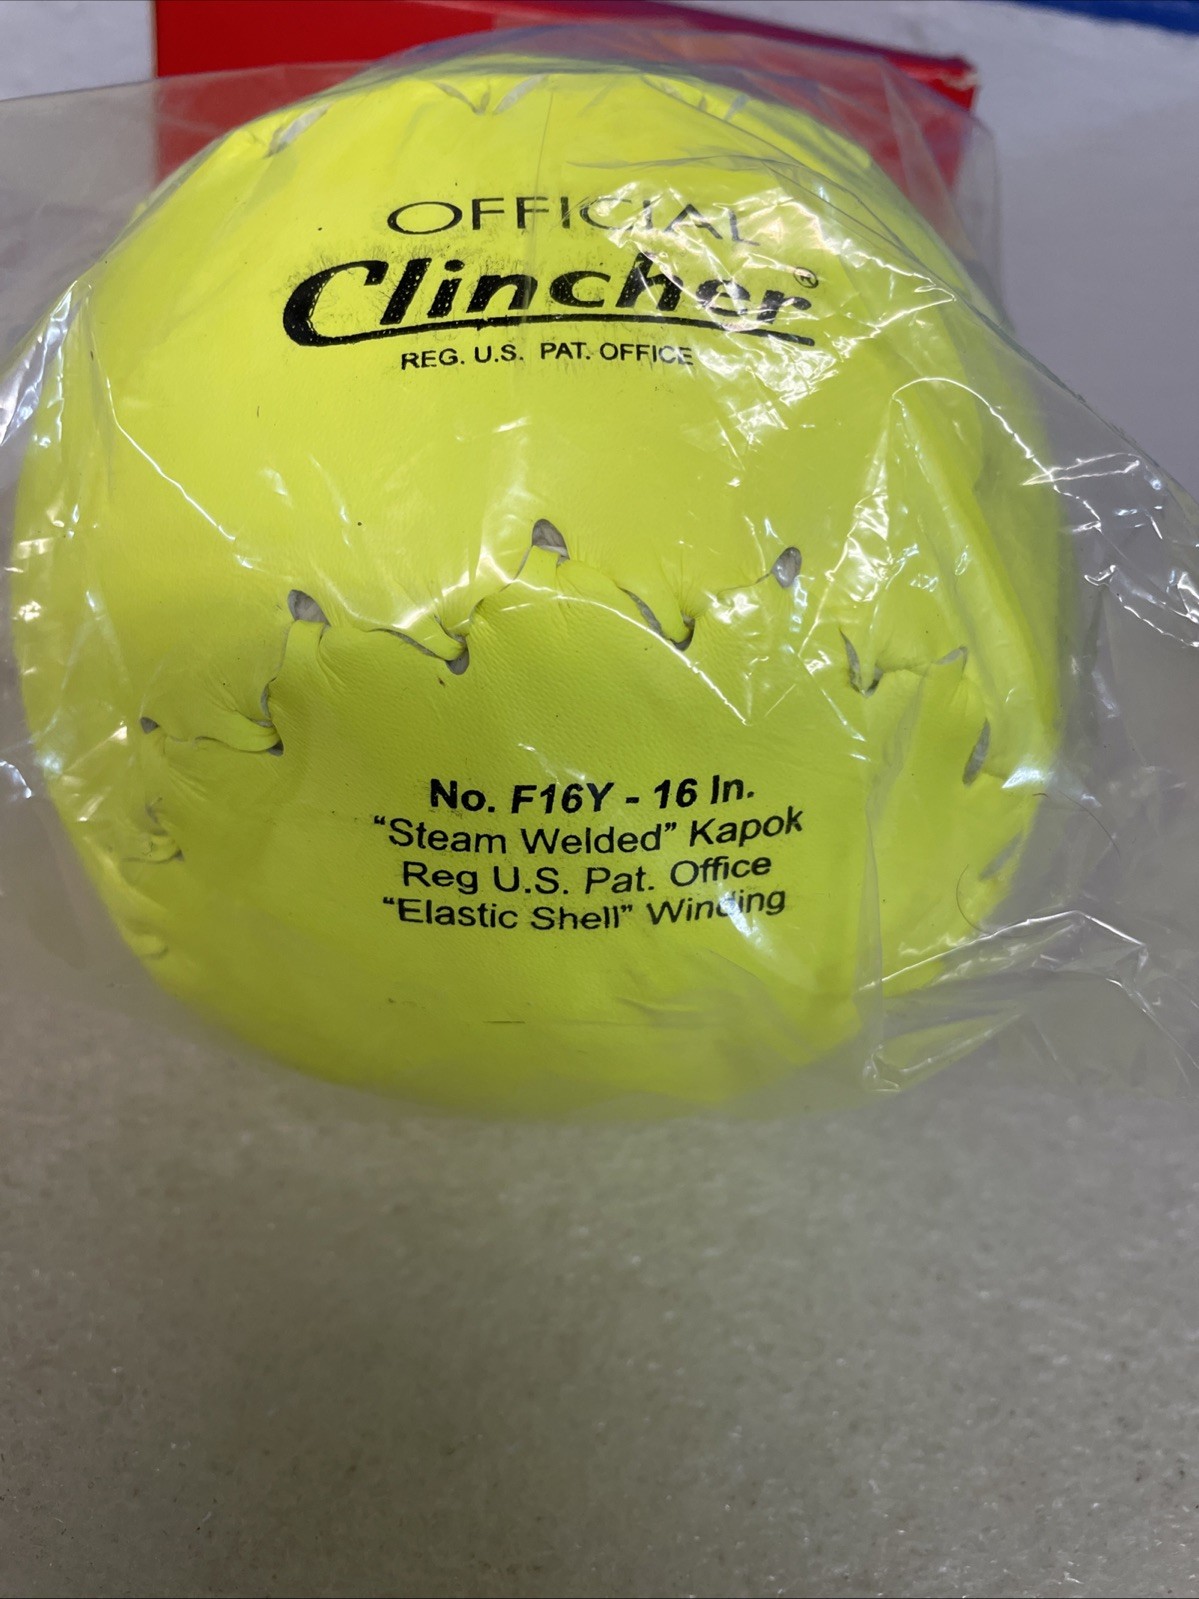 OFFICIAL
Clincher®
REG. U.S. PAT. OFFICE
No. F16Y - 16 In.
“Steam Welded” Kapok
Reg U.S. Pat. Office
“Elastic Shell” Winding